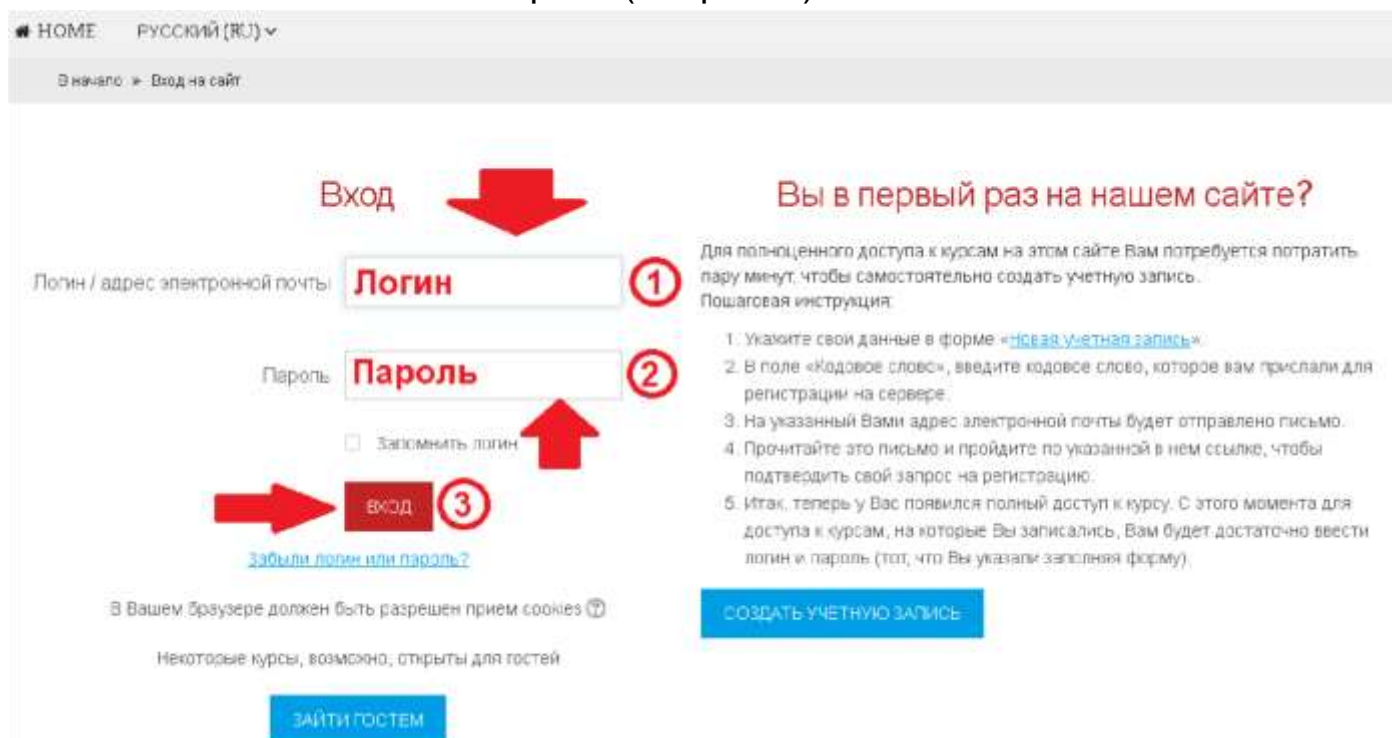 HOME РУССКИЙ (RU)
В начало » Вход на сайт
Вход
Логин / адрес электронной почты
Логин
1
Пароль
Пароль
2
Запомнить логин
ВХОД
3
Забыли логин или пароль?
В Вашем браузере должен быть разрешен прием cookies
Некоторые курсы, возможно, открыты для гостей
ЗАЙТИ ГОСТЕМ
Вы в первый раз на нашем сайте?
Для полноценного доступа к курсам на этом сайте Вам потребуется потратить
пару минут, чтобы самостоятельно создать учетную запись.
Пошаговая инструкция:
1. Укажите свои данные в форме «Новая учетная запись».
2. В поле «Кодовое слово», введите кодовое слово, которое вам прислали для
регистрации на сервере.
3. На указанный Вами адрес электронной почты будет отправлено письмо.
4. Прочитайте это письмо и пройдите по указанной в нем ссылке, чтобы
подтвердить свой запрос на регистрацию.
5. Итак, теперь у Вас появился полный доступ к курсу. С этого момента для
доступа к курсам, на которые Вы записались, Вам будет достаточно ввести
логин и пароль (тот, что Вы указали заполняя форму)
СОЗДАТЬ УЧЕТНУЮ ЗАПИСЬ